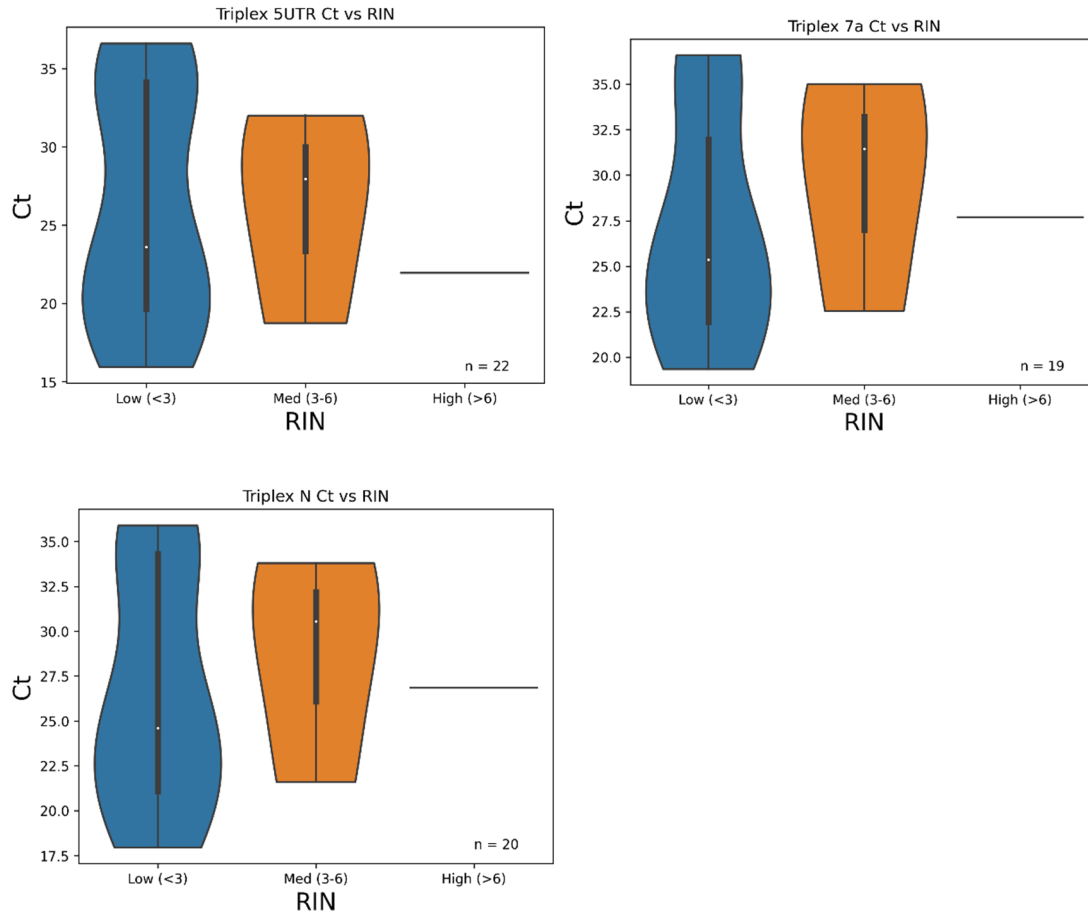 Triplex 5UTR Ct vs RIN
35
30
25
20
15
Ct
n = 22
Low (<3) Med (3-6) High (>6)
RIN
Triplex 7a Ct vs RIN
35.0
32.5
30.0
27.5
25.0
22.5
20.0
Ct
n = 19
Low (<3) Med (3-6) High (>6)
RIN
Triplex N Ct vs RIN
35.0
32.5
30.0
27.5
25.0
22.5
20.0
17.5
Ct
n = 20
Low (<3) Med (3-6) High (>6)
RIN